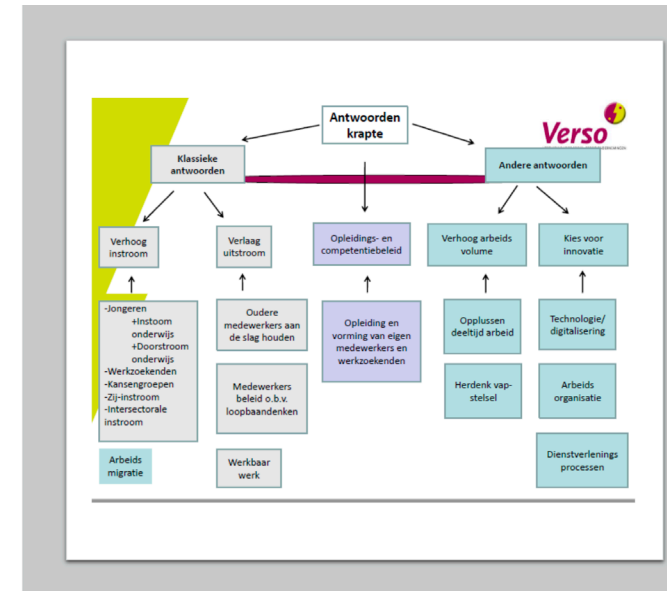 Antwoorden
krapte
Verso
Klassieke
antwoorden
Andere antwoorden
Verhoog
instroom
Verlaag
uitstroom
Opleidings- en
competentiebeleid
Verhoog arbeids
volume
Kies voor
innovatie
-Jongeren
+Instoom
onderwijs
+Doorstroom
onderwijs
-Werkzoekenden
-Kansengroepen
-Zij-instroom
-Intersectorale
instroom
Oudere
medewerkers aan
de slag houden
Opleiding en
vorming van eigen
medewerkers en
werkzoekenden
Opplussen
deeltijd arbeid
Technologie/
digitalisering
Medewerkers
beleid o.b.v.
loopbaandenken
Herdenk vap-
stelsel
Arbeids
organisatie
Arbeids
migratie
Werkbaar
werk
Dienstverlenings
processen